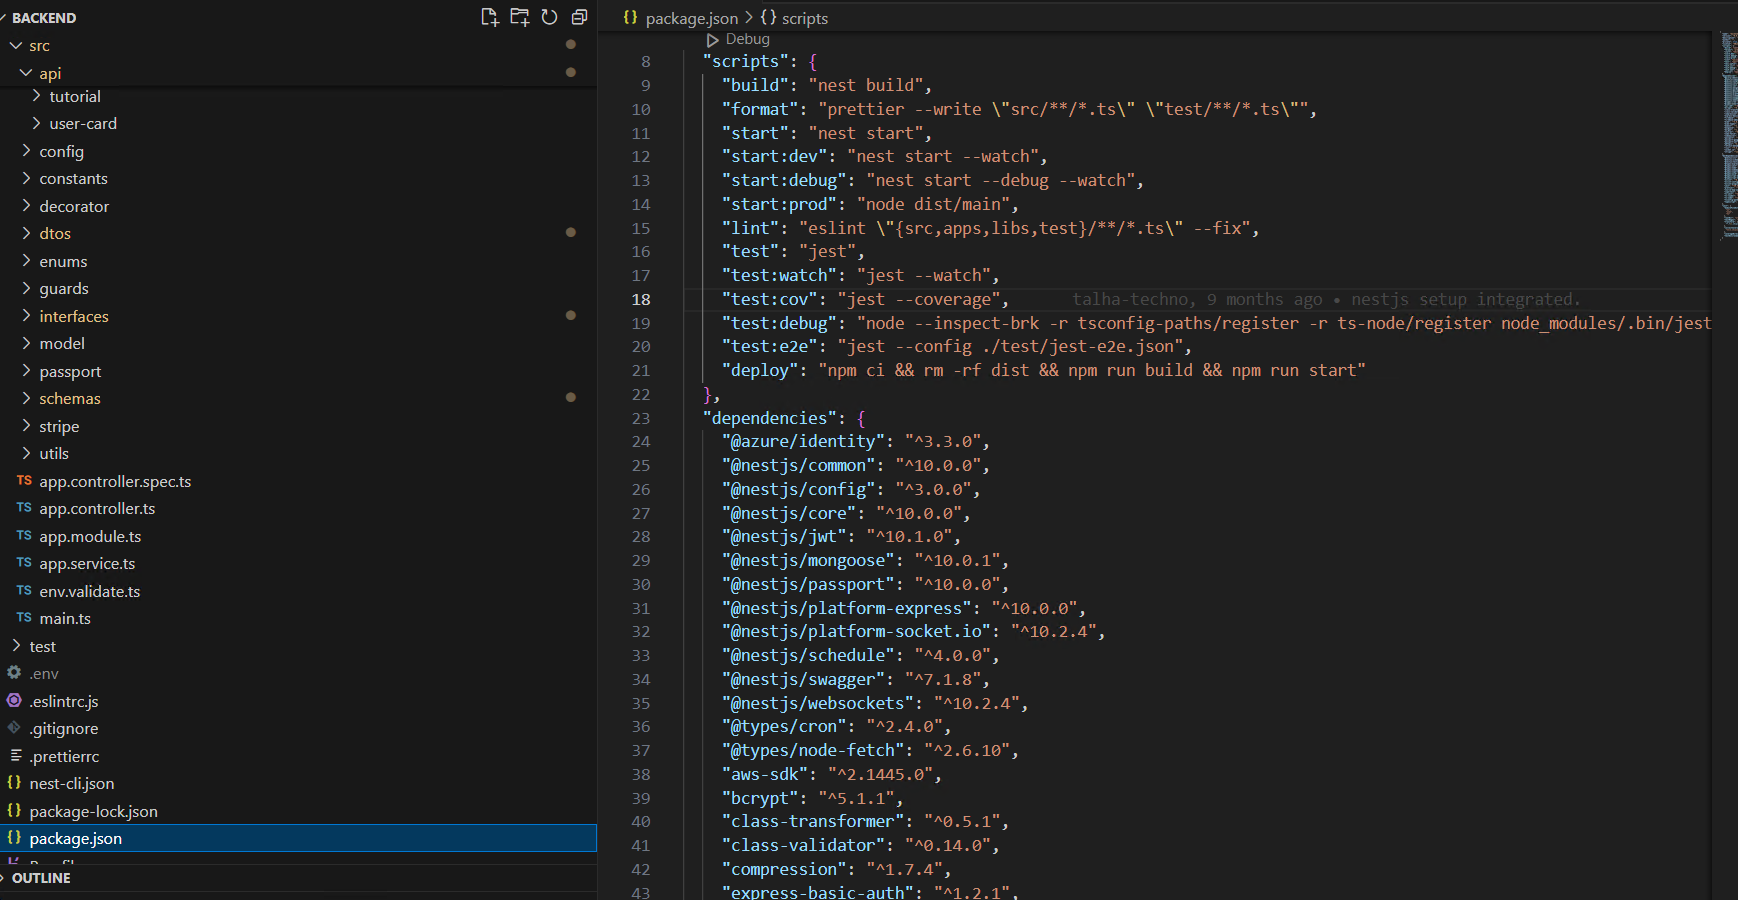 BACKEND
src
api
tutorial
user-card
config
constants
decorator
dtos
enums
guards
interfaces
model
passport
schemas
stripe
utils
TS app.controller.spec.ts
TS app.controller.ts
TS app.module.ts
TS app.service.ts
TS env.validate.ts
TS main.ts
test
.env
.eslintrc.js
.gitignore
.prettierrc
{} nest-cli.json
{} package-lock.json
{} package.json
OUTLINE
{} package.json > {} scripts
Debug
8 "scripts": {
9 "build": "nest build",
10 "format": "prettier --write \"src/**/*.ts\" \"test/**/*.ts\"",
11 "start": "nest start",
12 "start:dev": "nest start --watch",
13 "start:debug": "nest start --debug --watch",
14 "start:prod": "node dist/main",
15 "lint": "eslint \"{src,apps,libs,test}/**/*.ts\" --fix",
16 "test": "jest",
17 "test:watch": "jest --watch",
18 "test:cov": "jest --coverage", talha-techno, 9 months ago • nestjs setup integrated.
19 "test:debug": "node --inspect-brk -r tsconfig-paths/register -r ts-node/register node_modules/.bin/jest
20 "test:e2e": "jest --config ./test/jest-e2e.json",
21 "deploy": "npm ci && rm -rf dist && npm run build && npm run start"
22 },
23 "dependencies": {
24 "@azure/identity": "^3.3.0",
25 "@nestjs/common": "^10.0.0",
26 "@nestjs/config": "^3.0.0",
27 "@nestjs/core": "^10.0.0",
28 "@nestjs/jwt": "^10.1.0",
29 "@nestjs/mongoose": "^10.0.1",
30 "@nestjs/passport": "^10.0.0",
31 "@nestjs/platform-express": "^10.0.0",
32 "@nestjs/platform-socket.io": "^10.2.4",
33 "@nestjs/schedule": "^4.0.0",
34 "@nestjs/swagger": "^7.1.8",
35 "@nestjs/websockets": "^10.2.4",
36 "@types/cron": "^2.4.0",
37 "@types/node-fetch": "^2.6.10",
38 "aws-sdk": "^2.1445.0",
39 "bcrypt": "^5.1.1",
40 "class-transformer": "^0.5.1",
41 "class-validator": "^0.14.0",
42 "compression": "^1.7.4",
43 "express-basic-auth": "^1.2.1",